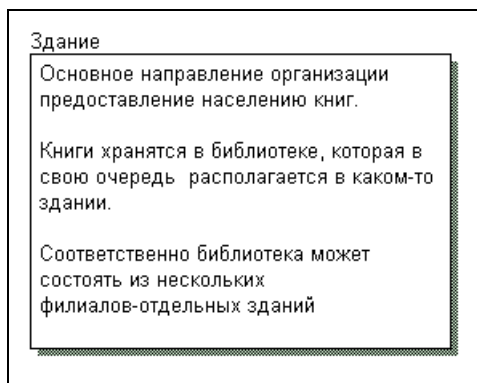 Здание
Основное направление организации
предоставление населению книг.
Книги хранятся в библиотеке, которая в
свою очередь располагается в каком-то
здании.
Соответственно библиотека может
состоять из нескольких
филиалов-отдельных зданий